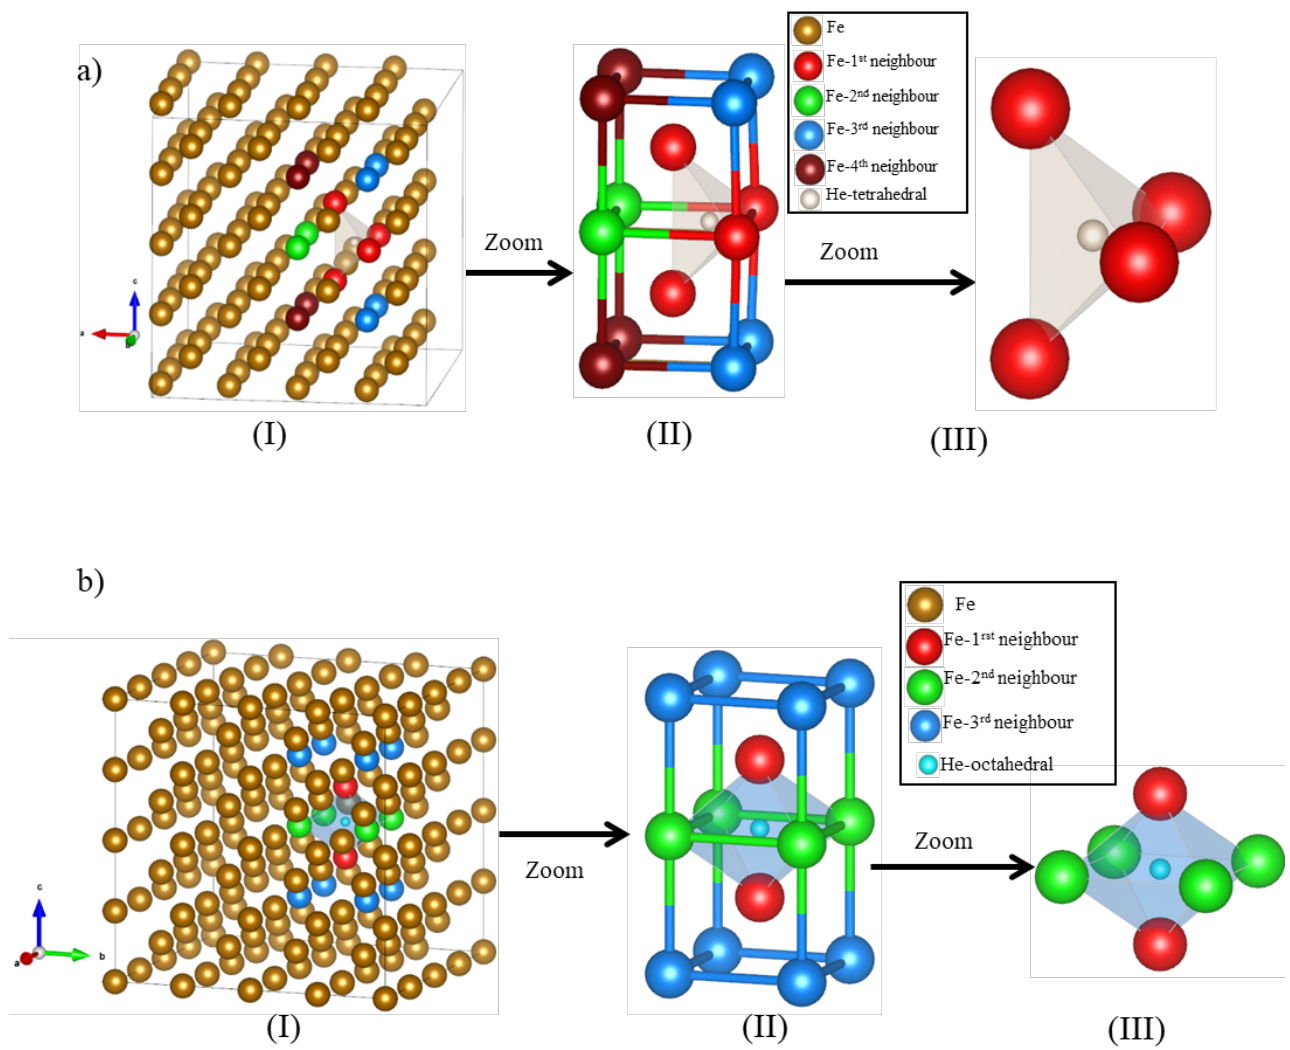 a)
Fe
Fe-1st neighbour
Fe-2nd neighbour
Fe-3rd neighbour
Fe-4th neighbour
He-tetrahedral
Zoom
Zoom
c
a
b
(I)
(II)
(III)
b)
Fe
Fe-1rst neighbour
Fe-2nd neighbour
Fe-3rd neighbour
He-octahedral
Zoom
Zoom
c
a
b
(I)
(II)
(III)